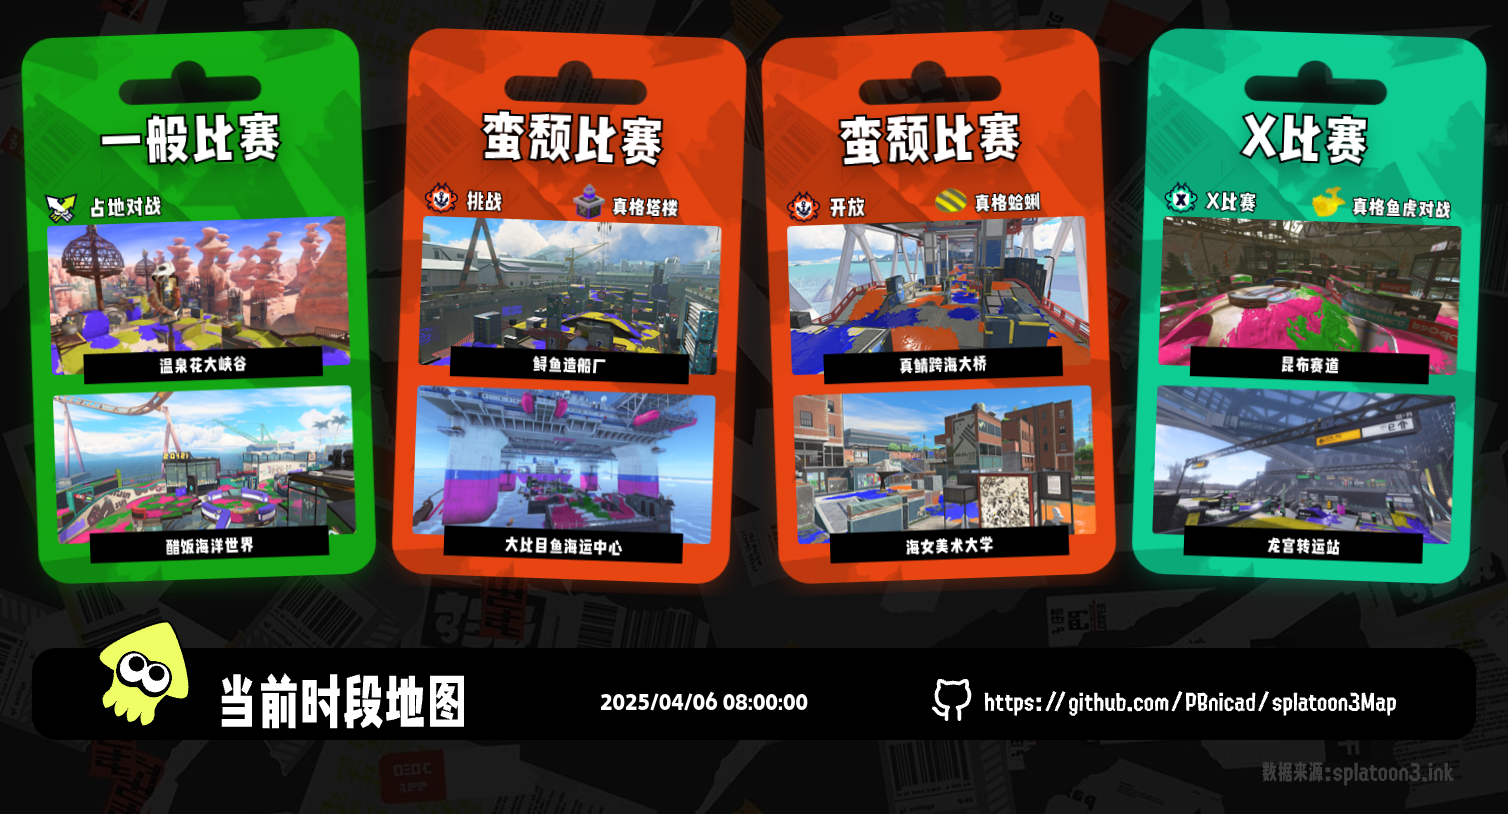 一般比赛
占地对战
温泉花大峡谷
醋饭海洋世界
蛮颓比赛
挑战
真格塔楼
鲟鱼造船厂
大比目鱼海运中心
蛮颓比赛
开放
真格蛤蜊
真鲷跨海大桥
海女美术大学
X比赛
X比赛
真格鱼虎对战
昆布赛道
龙宫转运站
当前时段地图
2025/04/06 08:00:00
https://github.com/PBnicad/splatoon3Map
数据来源:splatoon3.ink